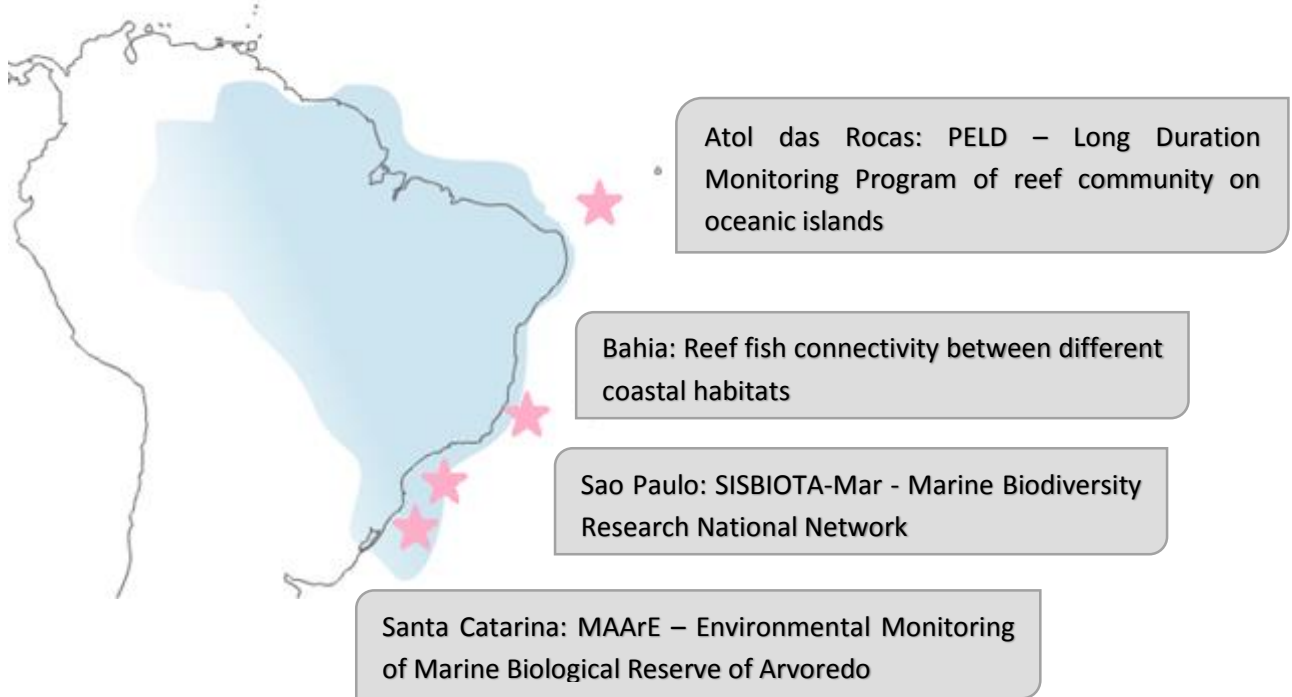 Atol das Rocas: PELD – Long Duration
Monitoring Program of reef community on
oceanic islands
Bahia: Reef fish connectivity between different
coastal habitats
Sao Paulo: SISBIOTA-Mar - Marine Biodiversity
Research National Network
Santa Catarina: MAArE – Environmental Monitoring
of Marine Biological Reserve of Arvoredo